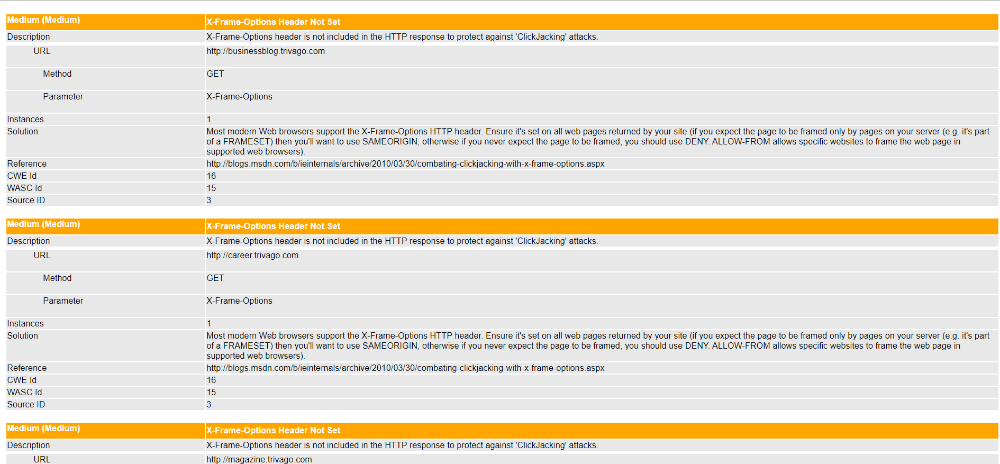 Medium (Medium) X-Frame-Options Header Not Set
Description X-Frame-Options header is not included in the HTTP response to protect against 'ClickJacking' attacks.
URL http://businessblog.trivago.com
Method GET
Parameter X-Frame-Options
Instances 1
Solution Most modern Web browsers support the X-Frame-Options HTTP header. Ensure it's set on all web pages returned by your site (if you expect the page to be framed only by pages on your server (e.g. it's part
of a FRAMESET) then you'll want to use SAMEORIGIN, otherwise if you never expect the page to be framed, you should use DENY. ALLOW-FROM allows specific websites to frame the web page in
supported web browsers).
Reference http://blogs.msdn.com/b/ieinternals/archive/2010/03/30/combating-clickjacking-with-x-frame-options.aspx
CWE Id 16
WASC Id 15
Source ID 3
Medium (Medium) X-Frame-Options Header Not Set
Description X-Frame-Options header is not included in the HTTP response to protect against 'ClickJacking' attacks.
URL http://career.trivago.com
Method GET
Parameter X-Frame-Options
Instances 1
Solution Most modern Web browsers support the X-Frame-Options HTTP header. Ensure it's set on all web pages returned by your site (if you expect the page to be framed only by pages on your server (e.g. it's part
of a FRAMESET) then you'll want to use SAMEORIGIN, otherwise if you never expect the page to be framed, you should use DENY. ALLOW-FROM allows specific websites to frame the web page in
supported web browsers).
Reference http://blogs.msdn.com/b/ieinternals/archive/2010/03/30/combating-clickjacking-with-x-frame-options.aspx
CWE Id 16
WASC Id 15
Source ID 3
Medium (Medium) X-Frame-Options Header Not Set
Description X-Frame-Options header is not included in the HTTP response to protect against 'ClickJacking' attacks.
URL http://magazine.trivago.com